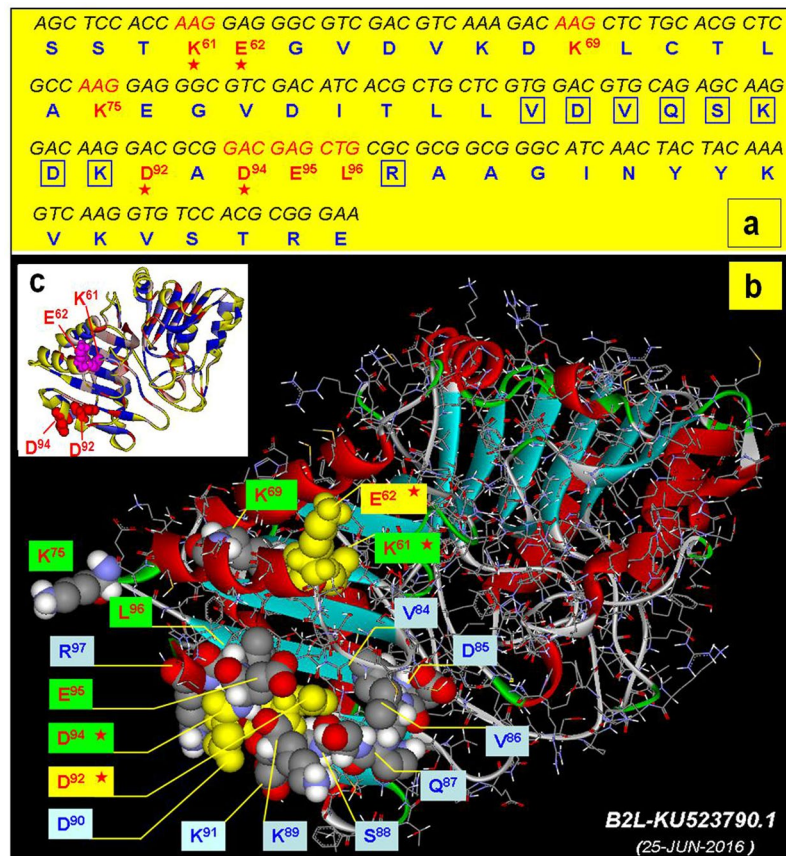 AGC TCC ACC AAG GAG GGC GTC GAC GTC AAA GAC AAG CTC TGC ACG CTC
S S T K61 E62 G V D V K D K69 L C T L
★ ★
GCC AAG GAG GGC GTC GAC ATC ACG CTG CTC GTG GAC GTG CAG AGC AAG
A K75 E G V D I T L L V D V Q S K
GAC AAG GAC GCG GAC GAG CTG CGC GCG GCG GGC ATC AAC TAC TAC AAA
D K D92 A D94 E95 L96 R A A G I N Y Y K
★ ★
GTC AAG GTG TCC ACG CGG GAA
V K V S T R E
a
b
c
K61
E62
D94
D92
K69
E62 ★
K61 ★
K75
L96
V84
R97
D85
E95
D94 ★
V86
D92 ★
Q87
D90
K91
K89
S88
B2L-KU523790.1
(25-JUN-2016)